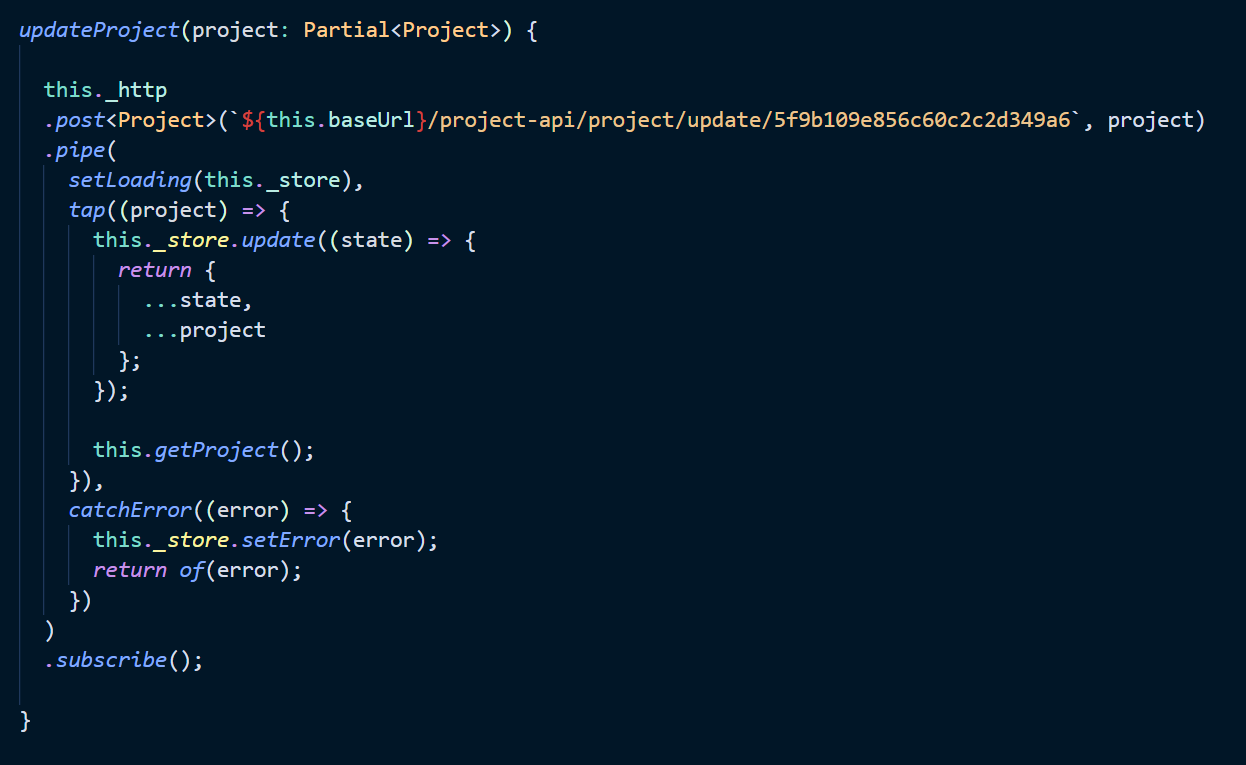 updateProject(project: Partial<Project>) {
this._http
.post<Project>(`${this.baseUrl}/project-api/project/update/5f9b109e856c60c2c2d349a6`, project)
.pipe(
setLoading(this._store),
tap((project) => {
this._store.update((state) => {
return {
...state,
...project
};
});
this.getProject();
}),
catchError((error) => {
this._store.setError(error);
return of(error);
})
)
.subscribe();
}